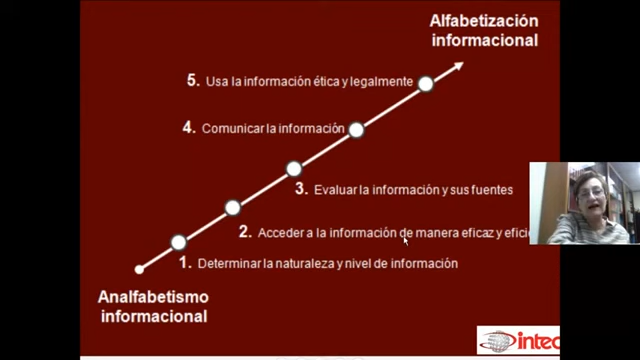 Alfabetización
informacional
5. Usa la información ética y legalmente
4. Comunicar la información
3. Evaluar la información y sus fuentes
2. Acceder a la información de manera eficaz y
1. Determinar la naturaleza y nivel de información
Analfabetismo
informacional
intec